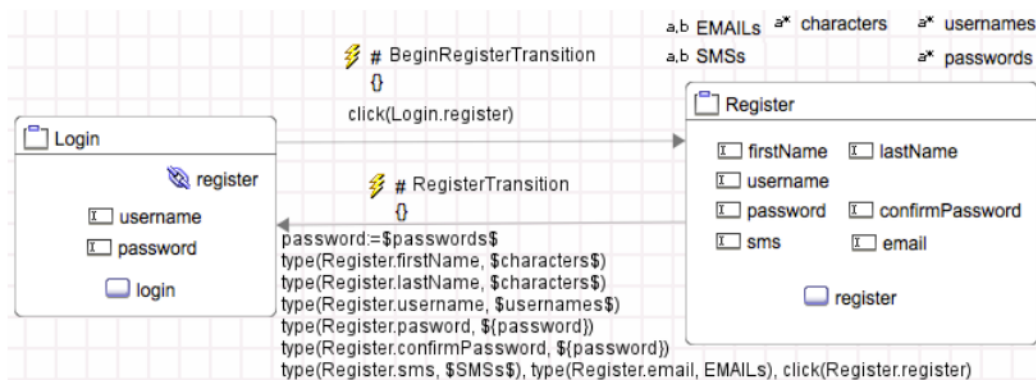 a,b EMAILs a* characters a* usernames
a,b SMSs a* passwords
# BeginRegisterTransition
{}
click(Login.register)
Login
register
username
password
login
# RegisterTransition
{}
password:=$passwords$
type(Register.firstName, $characters$)
type(Register.lastName, $characters$)
type(Register.username, $usernames$)
type(Register.pasword, ${password})
type(Register.confirmPassword, ${password})
type(Register.sms, $SMSs$), type(Register.email, EMAILs), click(Register.register)
Register
firstName lastName
username
password confirmPassword
sms email
register